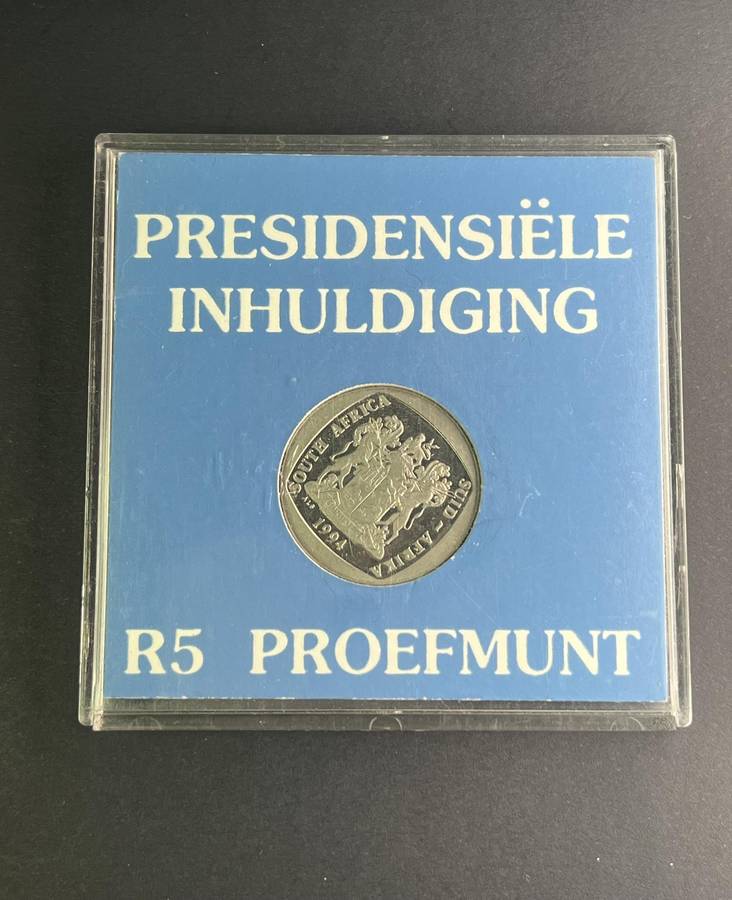 PRESIDENSIËLE
INHULDIGING
SOUTH AFRICA
SUID~AFRIKA
1994
R5 PROEFMUNT